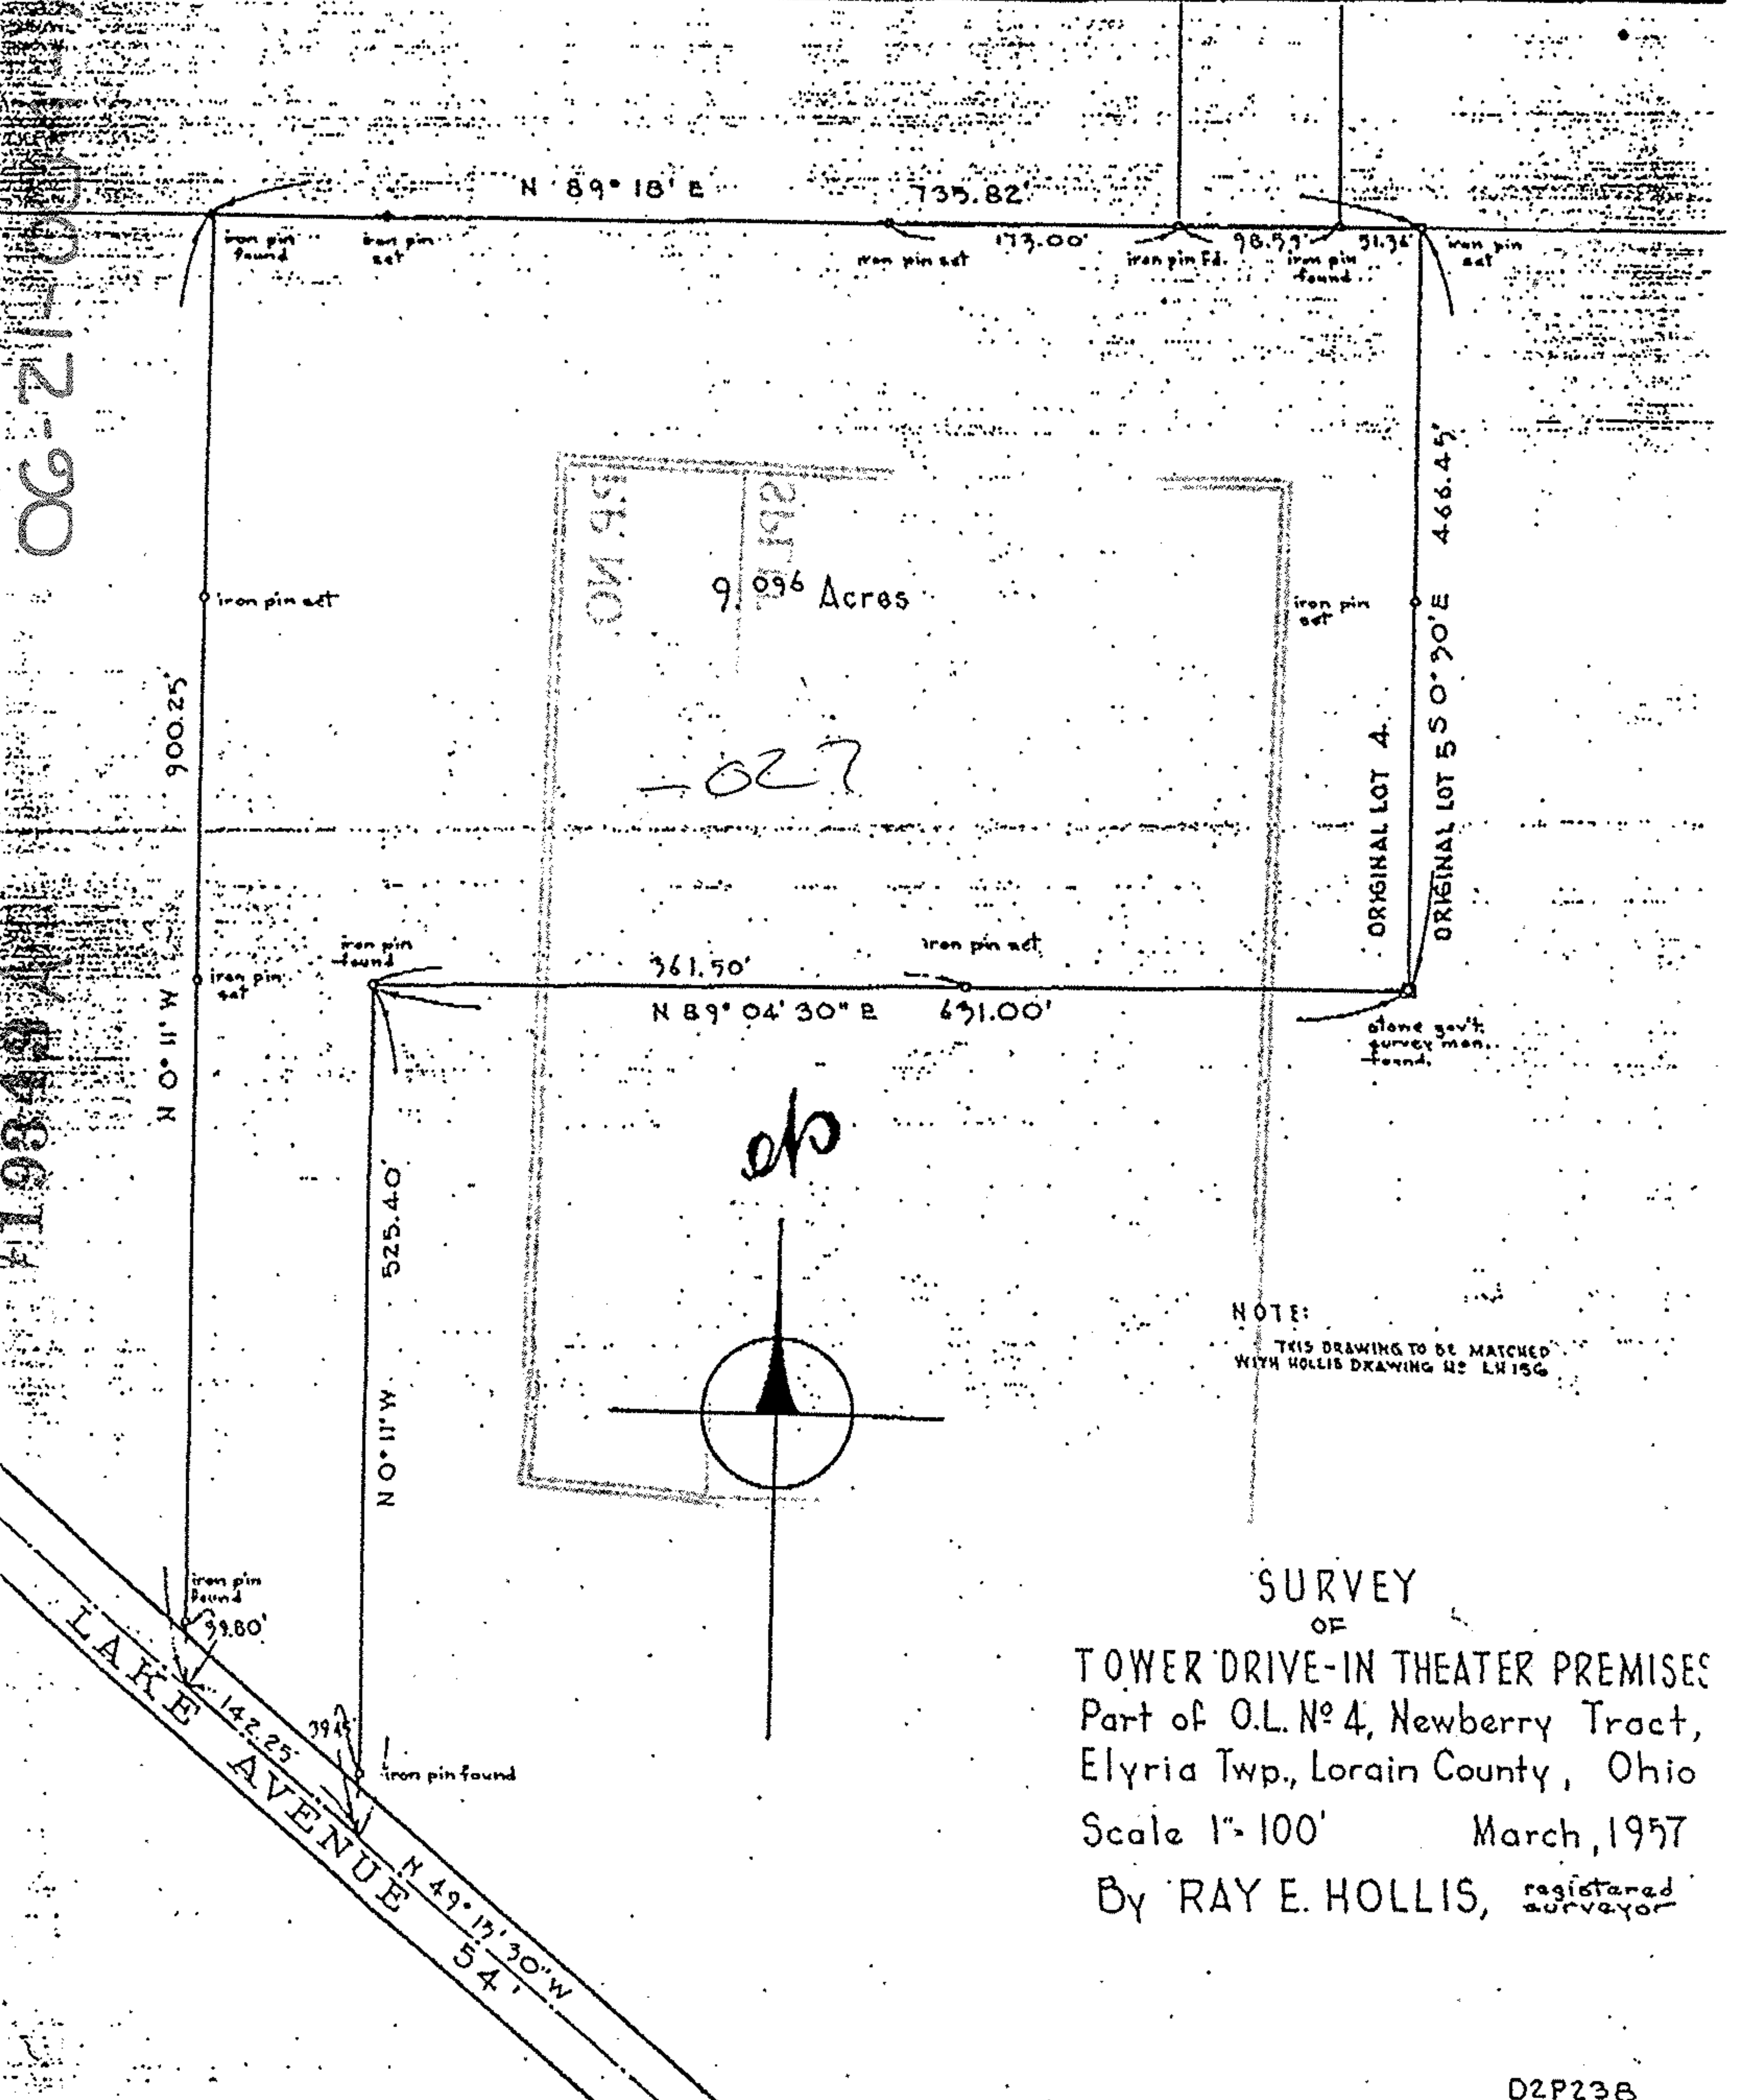 N 89° 18' E 735.82'
iron pin found
iron pin set
iron pin set
173.00'
iron pin Fd.
98.59'
iron pin found
51.36'
iron pin set
06-21-
iron pin set
900.25'
N 0° 11' W
iron pin set
9.096 Acres
-027
PP. NO
SPLIT
iron pin set
466.45'
S 0° 30' E
ORIGINAL LOT 4.
ORIGINAL LOT 5
iron pin found
361.50'
iron pin set
N 89° 04' 30" E 631.00'
stone gov't.
survey mon.
found.
525.40'
N 0° 11' W
NOTE:
THIS DRAWING TO BE MATCHED
WITH HOLLIS DRAWING No LH156
iron pin found
39.80'
142.25'
39.45'
iron pin found
LAKE AVENUE 54'
N 49° 13' 30" W
SURVEY
OF
TOWER DRIVE-IN THEATER PREMISES
Part of O.L. No 4, Newberry Tract,
Elyria Twp., Lorain County, Ohio
Scale 1"= 100' March, 1957
By RAY E. HOLLIS, registered surveyor
D2P23B